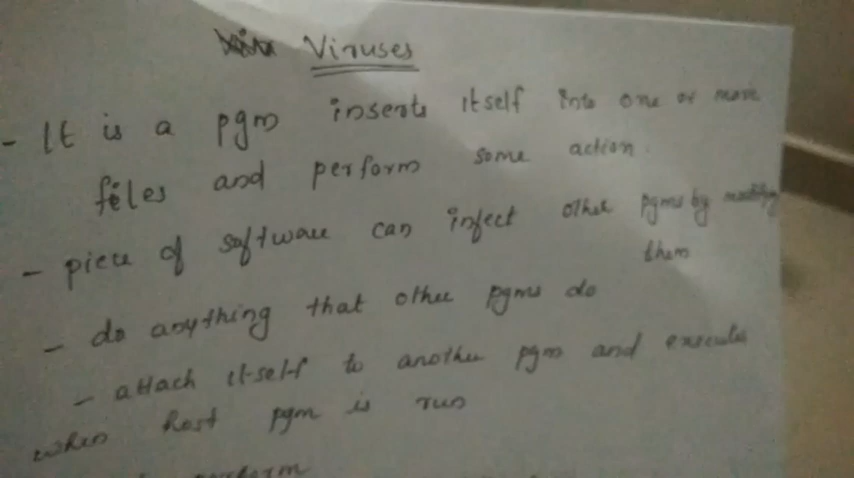 Viruses
- It is a pgm inserts itself into one or more
files and perform some action.
- piece of software can infect other pgms by modifying
them
- do anything that other pgms do
- attach itself to another pgm and executes
when host pgm is run
perform